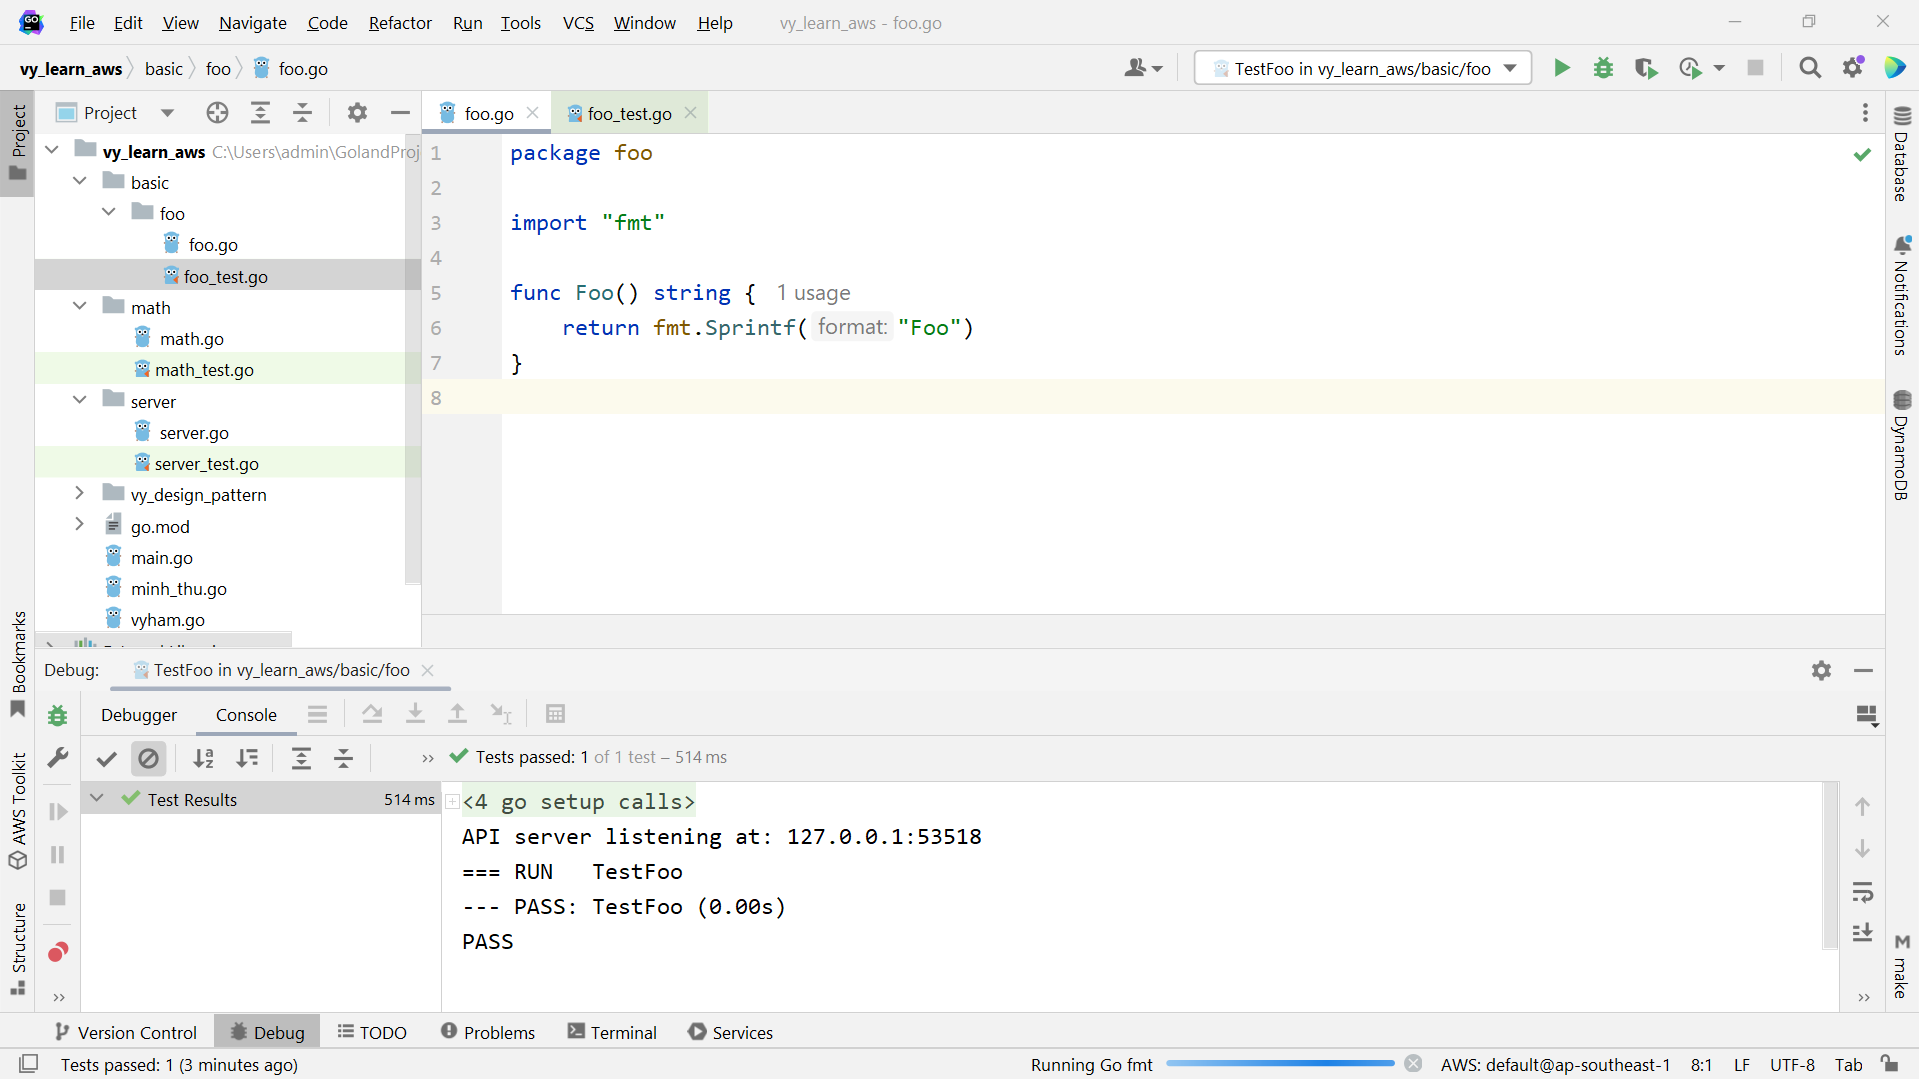 File Edit View Navigate Code Refactor Run Tools VCS Window Help vy_learn_aws - foo.go
vy_learn_aws basic foo foo.go
TestFoo in vy_learn_aws/basic/foo
Project
Project
foo.go
foo_test.go
vy_learn_aws C:\Users\admin\GolandProj
basic
foo
foo.go
foo_test.go
math
math.go
math_test.go
server
server.go
server_test.go
vy_design_pattern
go.mod
main.go
minh_thu.go
vyham.go
1 package foo
2
3 import "fmt"
4
5 func Foo() string { 1 usage
6 return fmt.Sprintf( format: "Foo")
7 }
8
Database
Notifications
DynamoDB
make
Bookmarks
AWS Toolkit
Structure
Debug: TestFoo in vy_learn_aws/basic/foo
Debugger Console
Tests passed: 1 of 1 test – 514 ms
Test Results 514 ms
<4 go setup calls>
API server listening at: 127.0.0.1:53518
=== RUN   TestFoo
--- PASS: TestFoo (0.00s)
PASS
Version Control Debug TODO Problems Terminal Services
Tests passed: 1 (3 minutes ago)
Running Go fmt
AWS: default@ap-southeast-1 8:1 LF UTF-8 Tab